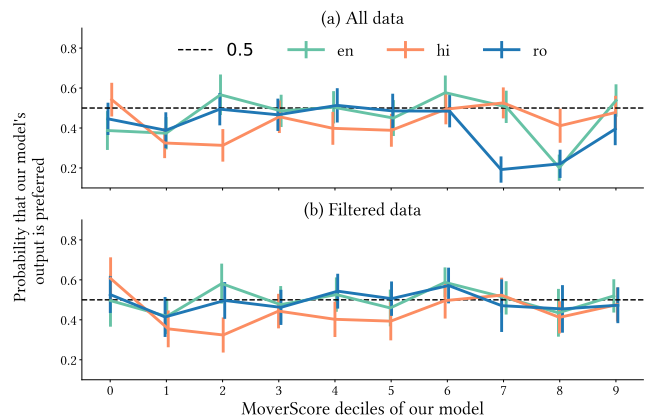 (a) All data
0.5 en hi ro
0.8
0.6
0.4
0.2
(b) Filtered data
0.8
0.6
0.4
0.2
0 1 2 3 4 5 6 7 8 9
MoverScore deciles of our model
Probability that our model's
output is preferred